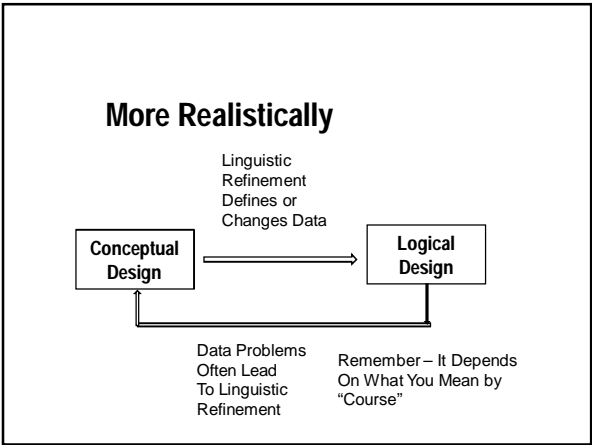 More Realistically
Linguistic
Refinement
Defines or
Changes Data
Conceptual
Design
Logical
Design
Data Problems
Often Lead
To Linguistic
Refinement
Remember – It Depends
On What You Mean by
“Course”